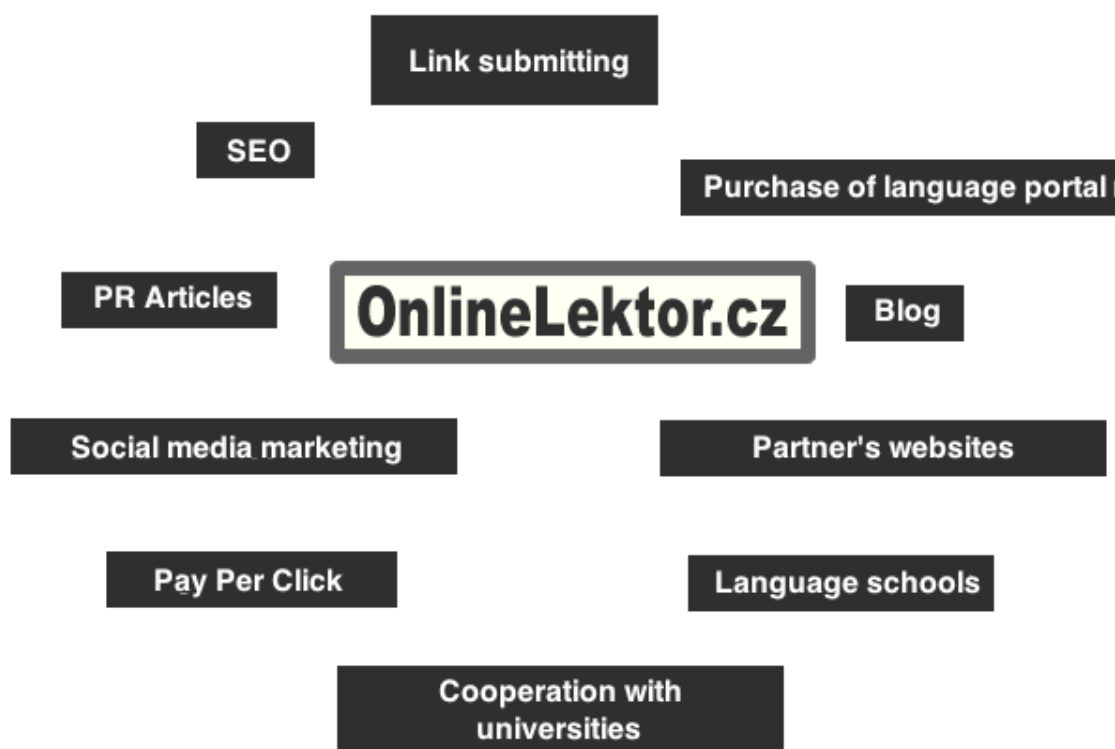 Link submitting
SEO
Purchase of language portal
PR Articles
OnlineLektor.cz
Blog
Social media marketing
Partner's websites
Pay Per Click
Language schools
Cooperation with
universities